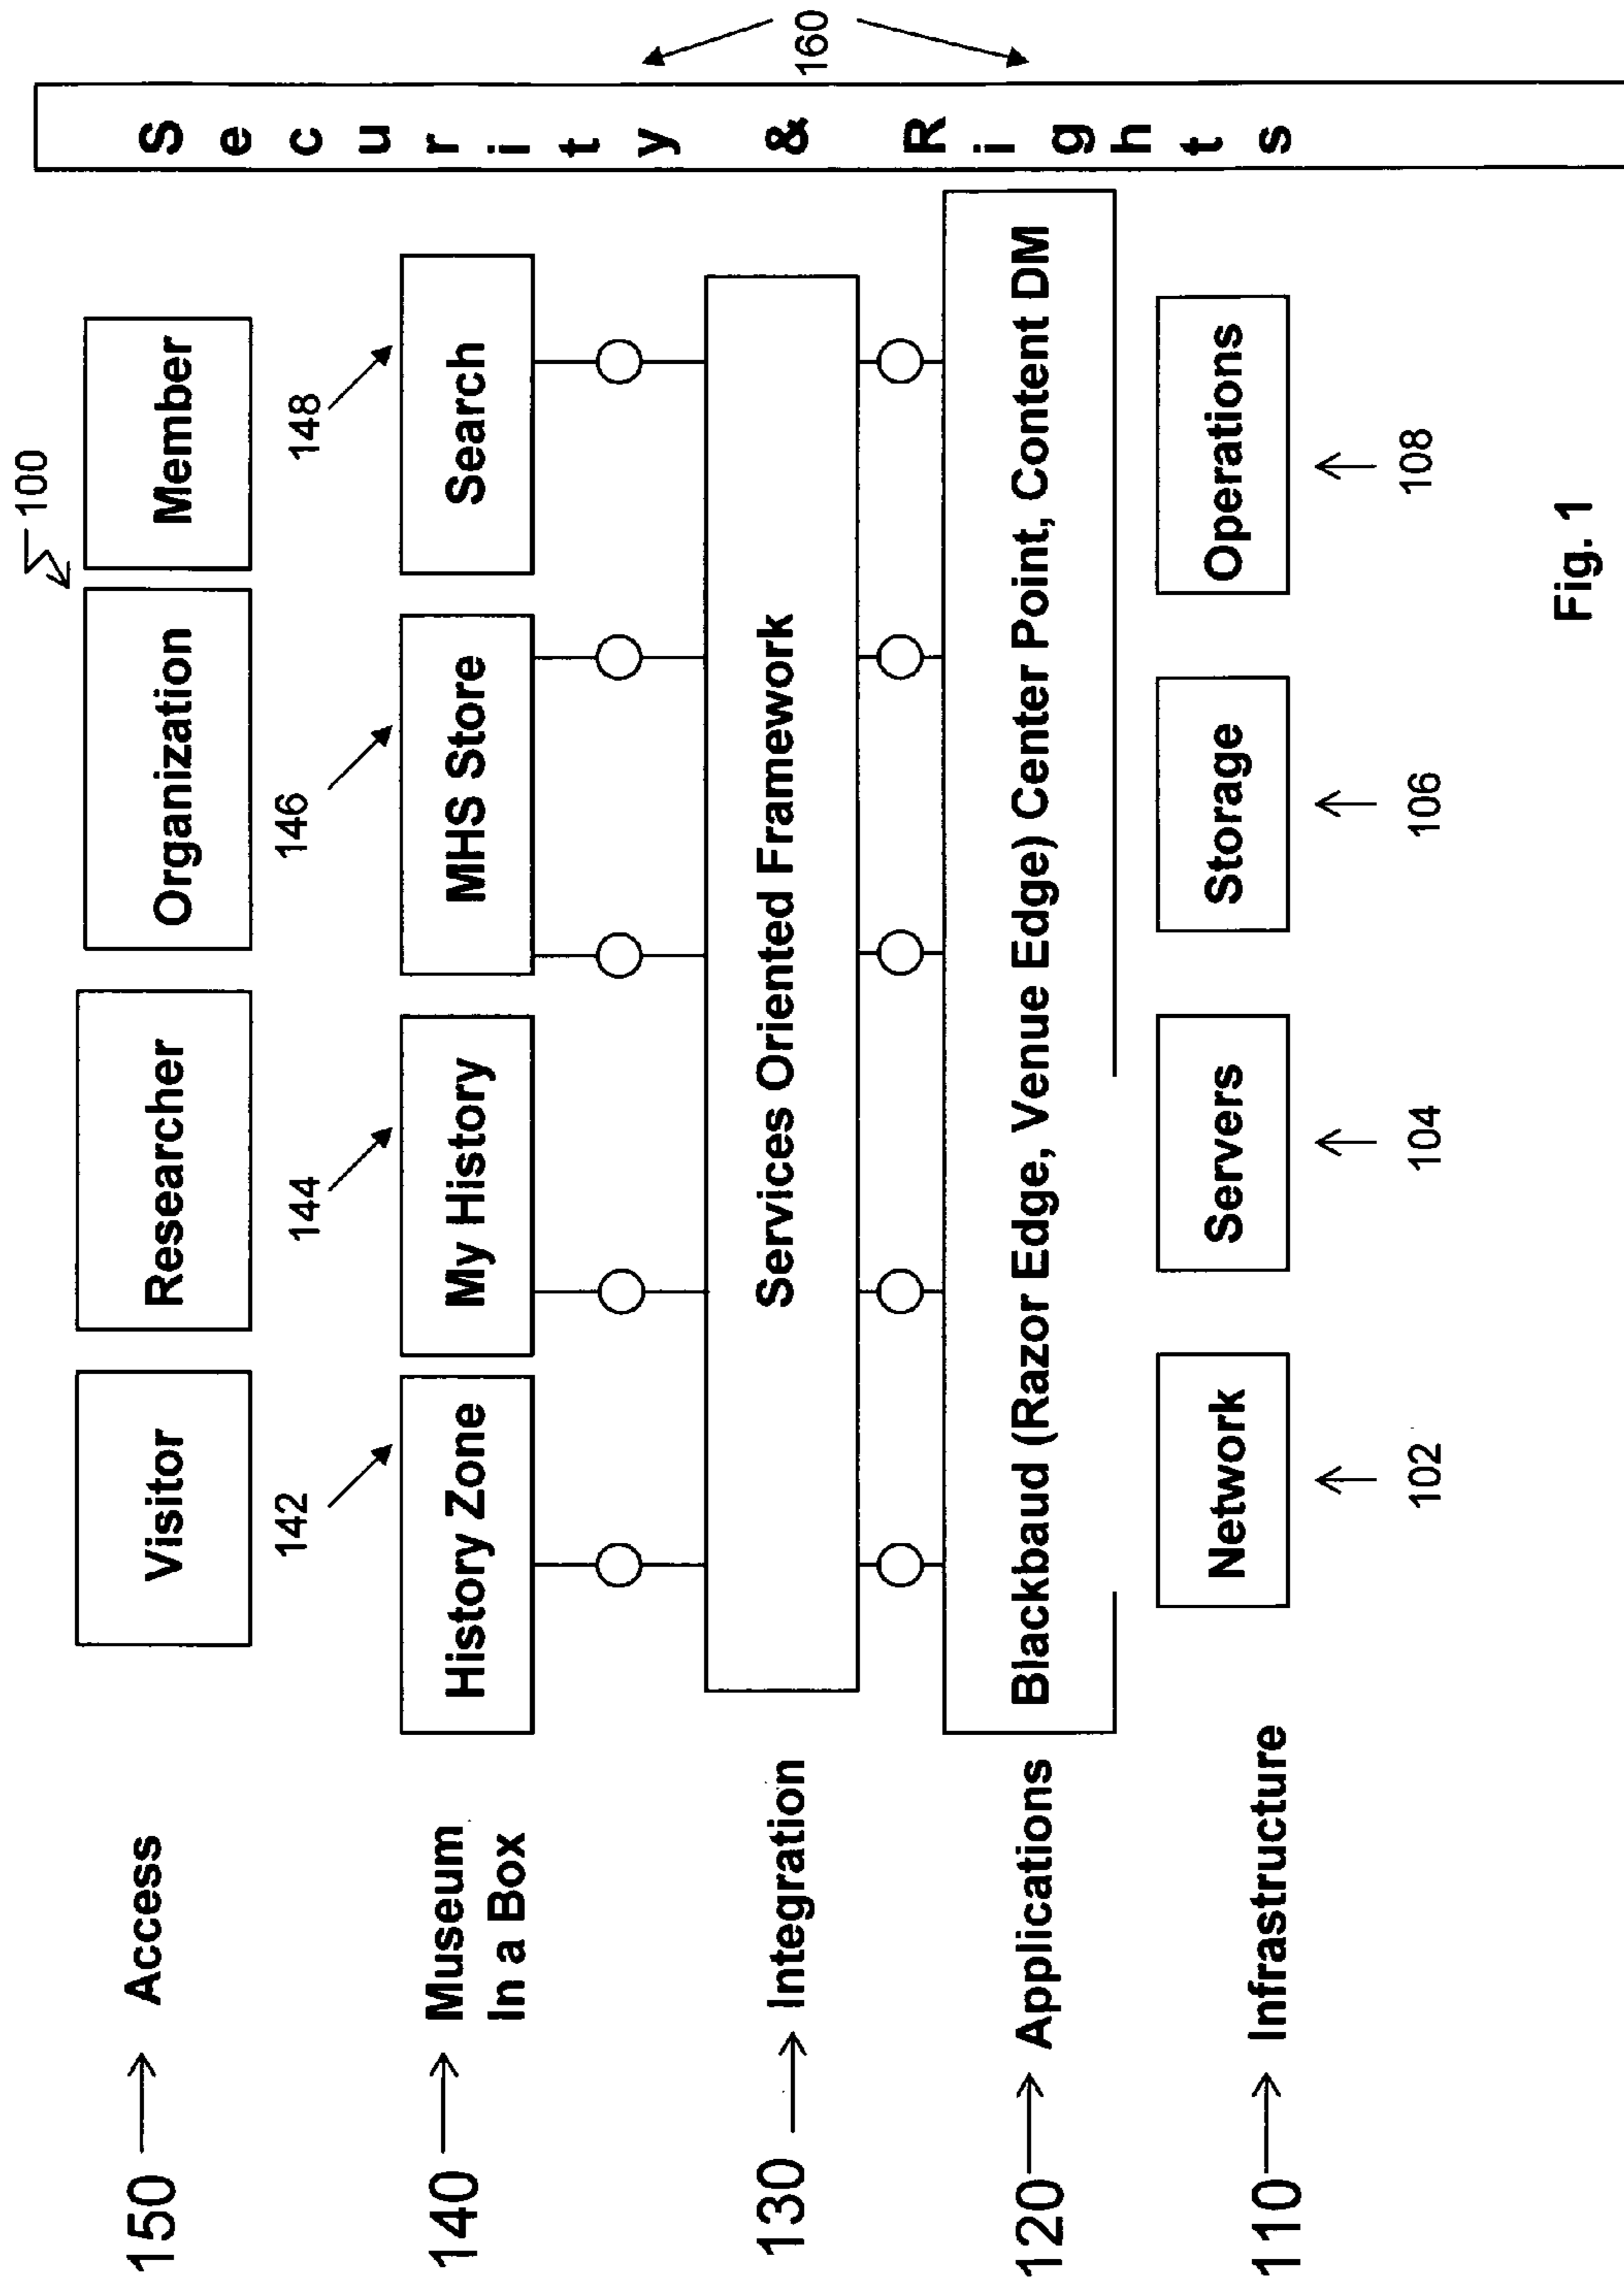 100
150 Access
Visitor
Researcher
Organization
Member
142
144
146
148
140 Museum
In a Box
History Zone
My History
MHS Store
Search
130 Integration
Services Oriented Framework
120 Applications
Blackbaud (Razor Edge, Venue Edge) Center Point, Content DM
110 Infrastructure
Network
Servers
Storage
Operations
102
104
106
108
Security & Rights
160
Fig. 1